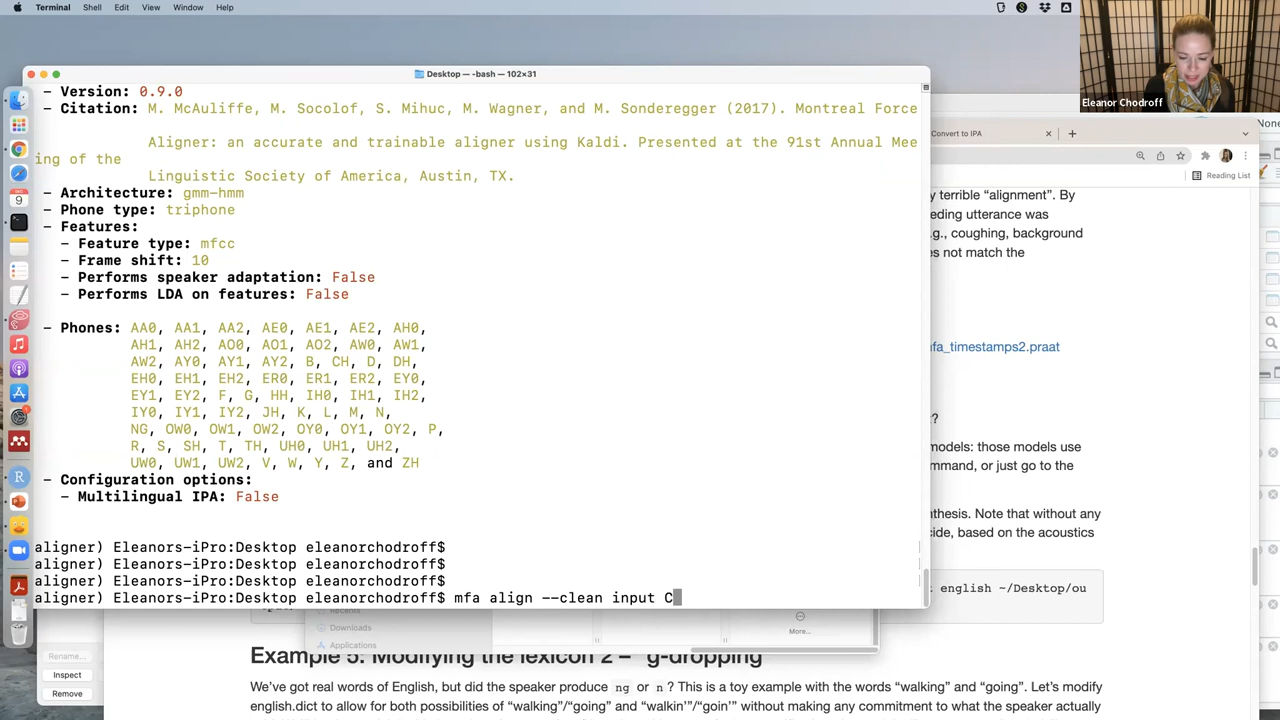 Terminal Shell Edit View Window Help
Desktop — -bash — 102×31
Eleanor Chodroff
– Version: 0.9.0
– Citation: M. McAuliffe, M. Socolof, S. Mihuc, M. Wagner, and M. Sonderegger (2017). Montreal Force
Aligner: an accurate and trainable aligner using Kaldi. Presented at the 91st Annual Mee
ing of the
Linguistic Society of America, Austin, TX.
– Architecture: gmm-hmm
– Phone type: triphone
– Features:
– Feature type: mfcc
– Frame shift: 10
– Performs speaker adaptation: False
– Performs LDA on features: False
– Phones: AA0, AA1, AA2, AE0, AE1, AE2, AH0,
AH1, AH2, AO0, AO1, AO2, AW0, AW1,
AW2, AY0, AY1, AY2, B, CH, D, DH,
EH0, EH1, EH2, ER0, ER1, ER2, EY0,
EY1, EY2, F, G, HH, IH0, IH1, IH2,
IY0, IY1, IY2, JH, K, L, M, N,
NG, OW0, OW1, OW2, OY0, OY1, OY2, P,
R, S, SH, T, TH, UH0, UH1, UH2,
UW0, UW1, UW2, V, W, Y, Z, and ZH
– Configuration options:
– Multilingual IPA: False
aligner) Eleanors-iPro:Desktop eleanorchodroff$
aligner) Eleanors-iPro:Desktop eleanorchodroff$
aligner) Eleanors-iPro:Desktop eleanorchodroff$
aligner) Eleanors-iPro:Desktop eleanorchodroff$ mfa align --clean input C
Convert to IPA
None
Reading List
DEC
9
y terrible “alignment”. By
eding utterance was
.g., coughing, background
es not match the
nfa_timestamps2.praat
?
models: those models use
mmand, or just go to the
nthesis. Note that without any
cide, based on the acoustics
t english ~/Desktop/ou
Recents
Downloads
Applications
More...
Rename...
Inspect
Remove
Example 5: Modifying the lexicon 2 – “g-dropping”
We’ve got real words of English, but did the speaker produce ng or n ? This is a toy example with the words “walking” and “going”. Let’s modify
english.dict to allow for both possibilities of “walking”/“going” and “walkin’”/“goin’” without making any commitment to what the speaker actually